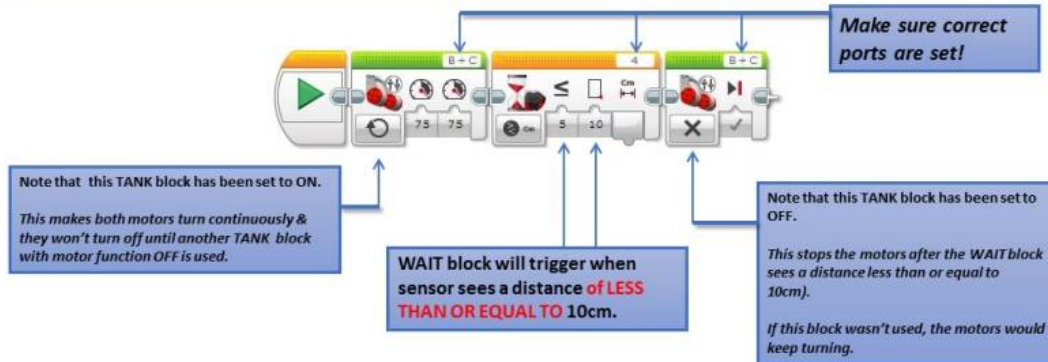 Make sure correct
ports are set!
B + C
4
B + C
≤
Cm
75 75
Cm
5 10
Note that this TANK block has been set to ON.
This makes both motors turn continuously &
they won't turn off until another TANK block
with motor function OFF is used.
WAIT block will trigger when
sensor sees a distance of LESS
THAN OR EQUAL TO 10cm.
Note that this TANK block has been set to
OFF.
This stops the motors after the WAIT block
sees a distance less than or equal to
10cm).
If this block wasn't used, the motors would
keep turning.